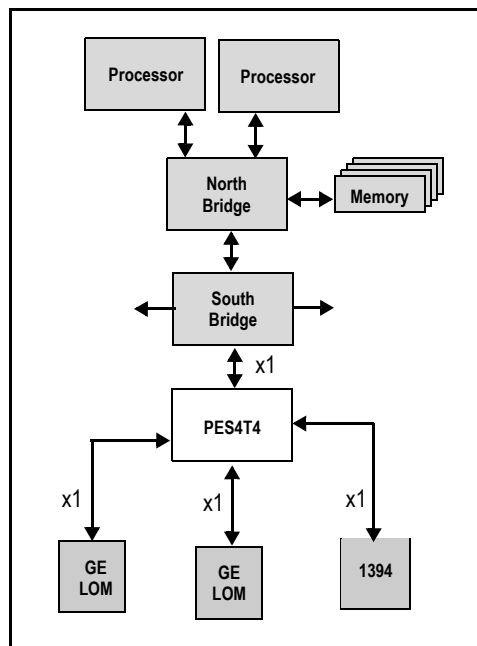 Processor
Processor
North
Bridge
Memory
South
Bridge
x1
PES4T4
x1
x1
x1
GE
LOM
GE
LOM
1394